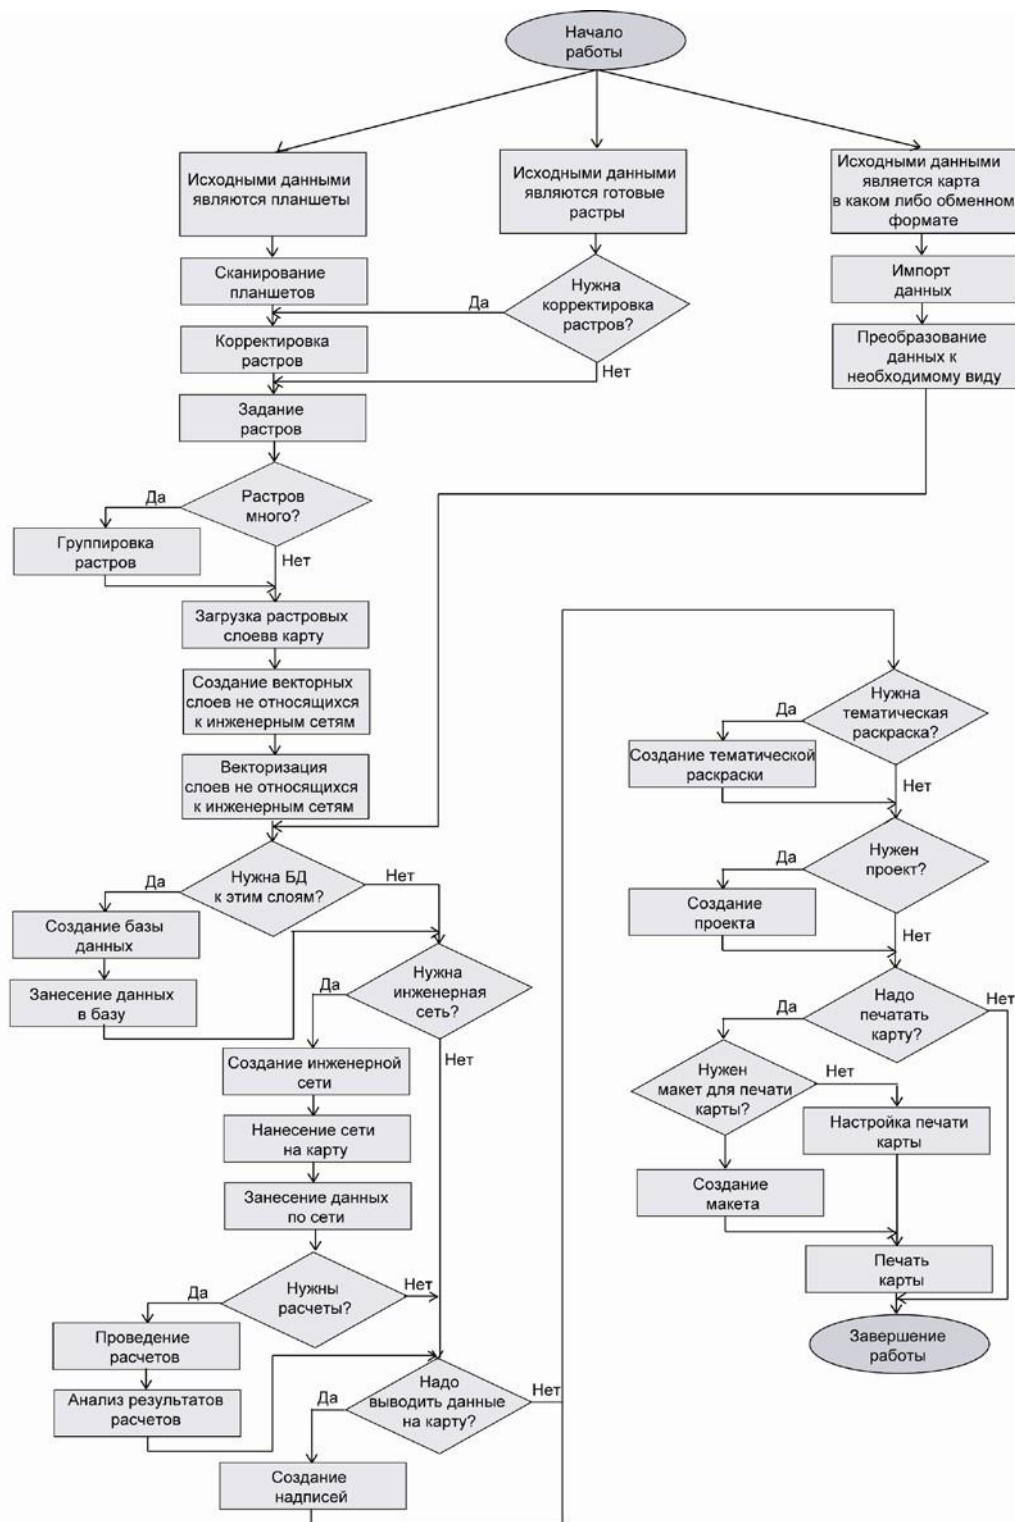 Начало
работы
Исходными данными
являются планшеты
Исходными данными
являются готовые
растры
Исходными данными
является карта
в каком либо обменном
формате
Сканирование
планшетов
Да
Нужна
корректировка
растров?
Импорт
данных
Корректировка
растров
Нет
Преобразование
данных к
необходимому виду
Задание
растров
Да
Растров
много?
Группировка
растров
Нет
Загрузка растровых
слоевв карту
Создание векторных
слоев не относящихся
к инженерным сетям
Векторизация
слоев не относящихся
к инженерным сетям
Да
Нужна БД
к этим слоям?
Нет
Создание базы
данных
Занесение данных
в базу
Да
Нужна
инженерная
сеть?
Нет
Создание инженерной
сети
Нанесение сети
на карту
Занесение данных
по сети
Да
Нужны
расчеты?
Нет
Проведение
расчетов
Анализ результатов
расчетов
Да
Надо
выводить данные
на карту?
Нет
Создание
надписей
Да
Нужна
тематическая
раскраска?
Создание тематической
раскраски
Нет
Да
Нужен
проект?
Создание
проекта
Нет
Да
Надо
печатать
карту?
Нет
Нужен
макет для печати
карты?
Нет
Настройка печати
карты
Создание
макета
Печать
карты
Завершение
работы